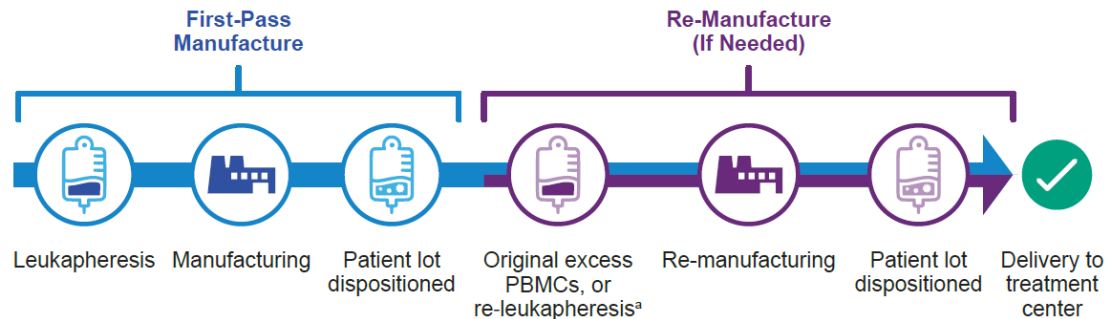 First-Pass
Manufacture
Re-Manufacture
(If Needed)
Leukapheresis
Manufacturing
Patient lot
dispositioned
Original excess
PBMCs, or
re-leukapheresisᵃ
Re-manufacturing
Patient lot
dispositioned
Delivery to
treatment
center